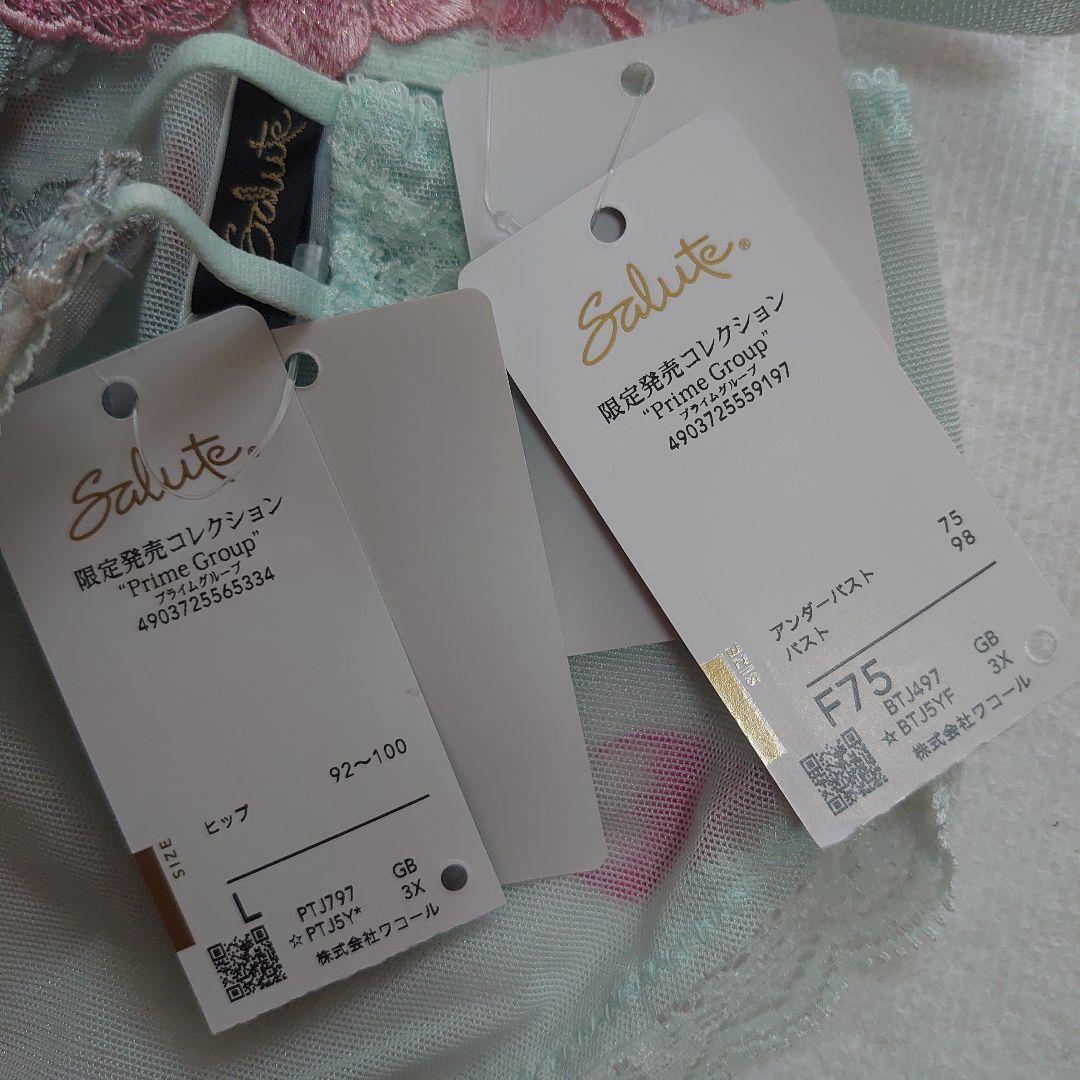 Salute
Salute®
限定発売コレクション
"Prime Group"
プライムグループ
4903725565334
ヒップ 92~100
SIZE
L
PTJ797 GB
☆PTJ5Y* 3X
株式会社ワコール
Salute®
限定発売コレクション
"Prime Group"
プライムグループ
4903725559197
アンダーバスト 75
バスト 98
SIZE
F75
BTJ497 GB
☆BTJ5YF 3X
株式会社ワコール